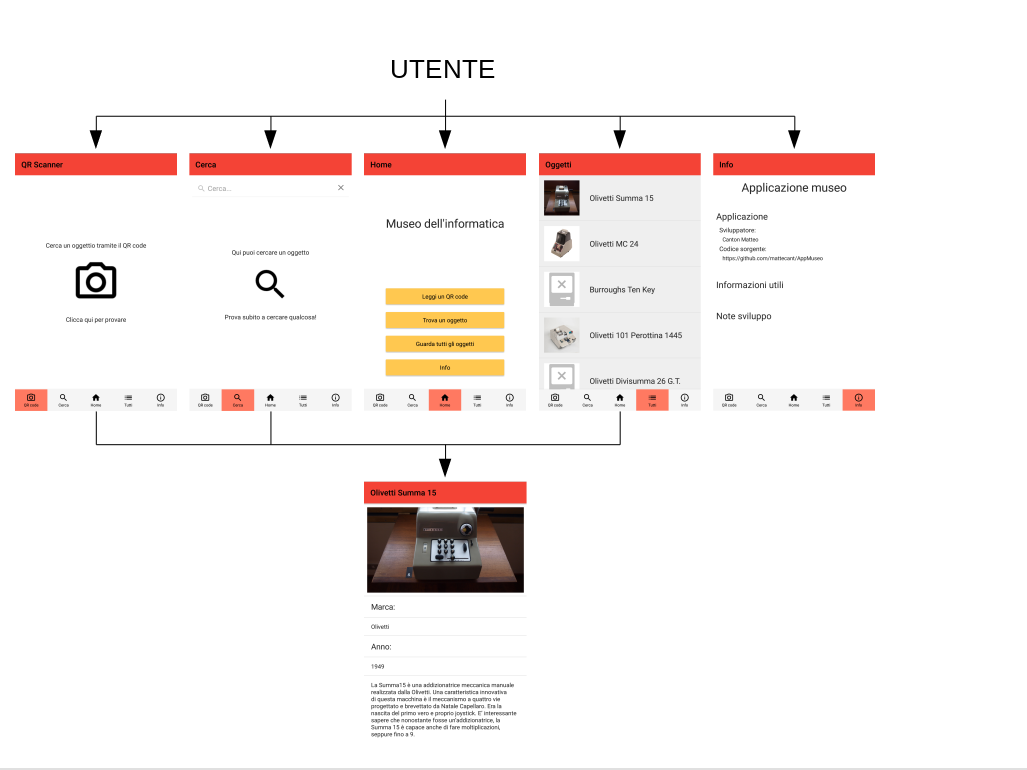 UTENTE
QR Scanner
Cerca un oggettio tramite il QR code
Clicca qui per provare
QR code
Cerca
Home
Tutti
Info
Cerca
Cerca...
Qui puoi cercare un oggetto
Prova subito a cercare qualcosa!
QR code
Cerca
Home
Tutti
Info
Home
Museo dell'informatica
Leggi un QR code
Trova un oggetto
Guarda tutti gli oggetti
Info
QR code
Cerca
Home
Tutti
Info
Oggetti
Olivetti Summa 15
Olivetti MC 24
Burroughs Ten Key
Olivetti 101 Perottina 1445
Olivetti Divisumma 26 G.T.
QR code
Cerca
Home
Tutti
Info
Info
Applicazione museo
Applicazione
Sviluppatore:
Canton Matteo
Codice sorgente:
https://github.com/mattecant/AppMuseo
Informazioni utili
Note sviluppo
QR code
Cerca
Home
Tutti
Info
Olivetti Summa 15
Marca:
Olivetti
Anno:
1949
La Summa15 è una addizionatrice meccanica manuale
realizzata dalla Olivetti. Una caratteristica innovativa
di questa macchina è il meccanismo a quattro vie
progettato e brevettato da Natale Capellaro. Era la
nascita del primo vero e proprio joystick. E' interessante
sapere che nonostante fosse un'addizionatrice, la
Summa 15 è capace anche di fare moltiplicazioni,
seppure fino a 9.